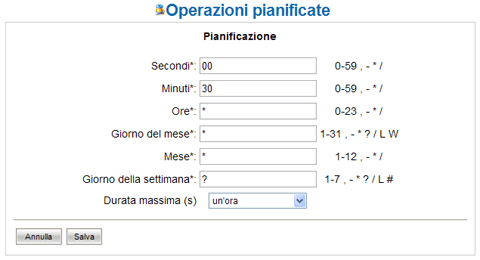 Operazioni pianificate
Pianificazione
Secondi*: 00 0-59 , - * /
Minuti*: 30 0-59 , - * /
Ore*: * 0-23 , - * /
Giorno del mese*: * 1-31 , - * ? / L W
Mese*: * 1-12 , - * /
Giorno della settimana*: ? 1-7 , - * ? / L #
Durata massima (s) un'ora
Annulla Salva